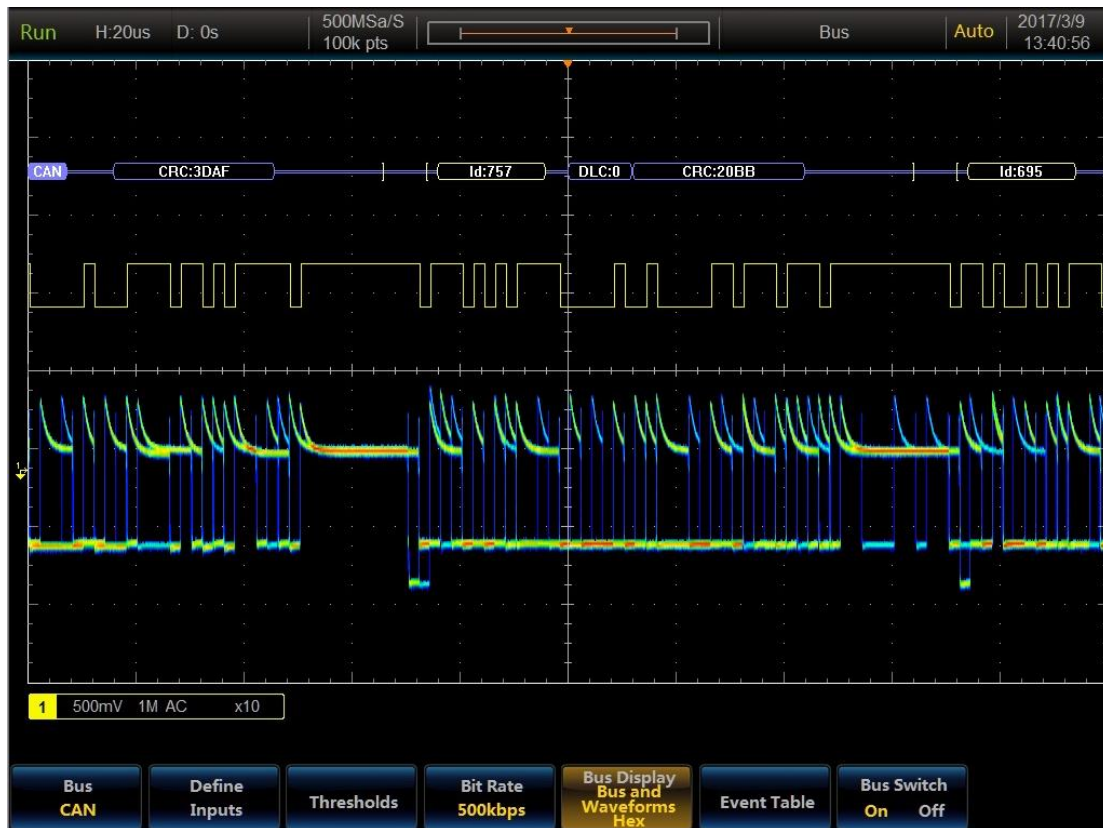 Run H:20us D: 0s 500MSa/S Bus Auto 2017/3/9
100k pts 13:40:56
CAN CRC:3DAF ] [ Id:757 DLC:0 CRC:20BB ] [ Id:695
1
1 500mV 1M AC x10
Bus
CAN
Define
Inputs
Thresholds
Bit Rate
500kbps
Bus Display
Bus and
Waveforms
Hex
Event Table
Bus Switch
On Off